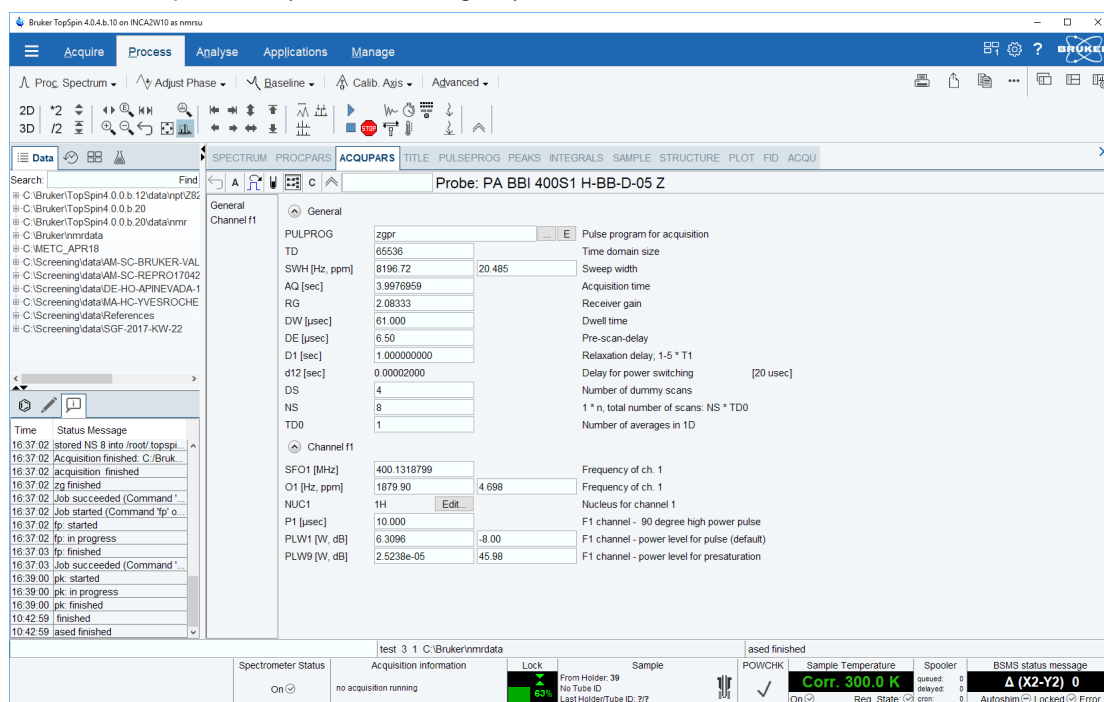 Bruker TopSpin 4.0.4.b.10 on INCA2W10 as nmrsu
Acquire Process Analyse Applications Manage ? BRUKER
Proc. Spectrum Adjust Phase Baseline Calib. Axis Advanced
2D *2
3D /2 STOP
Data SPECTRUM PROCPARS ACQUPARS TITLE PULSEPROG PEAKS INTEGRALS SAMPLE STRUCTURE PLOT FID ACQU
Search: Find A C Probe: PA BBI 400S1 H-BB-D-05 Z
C:\Bruker\TopSpin4.0.0.b.12\data\npt\Z82
C:\Bruker\TopSpin4.0.0.b.20
C:\Bruker\TopSpin4.0.0.b.20\data\nmr
C:\Bruker\nmrdata
C:\METC_APR18
C:\Screening\data\AM-SC-BRUKER-VAL
C:\Screening\data\AM-SC-REPRO17042
C:\Screening\data\DE-HO-APINEVADA-1
C:\Screening\data\MA-HC-YVESROCHE
C:\Screening\data\References
C:\Screening\data\SGF-2017-KW-22
General
Channel f1
General
PULPROG zgpr ... E Pulse program for acquisition
TD 65536 Time domain size
SWH [Hz, ppm] 8196.72 20.485 Sweep width
AQ [sec] 3.9976959 Acquisition time
RG 2.08333 Receiver gain
DW [µsec] 61.000 Dwell time
DE [µsec] 6.50 Pre-scan-delay
D1 [sec] 1.000000000 Relaxation delay; 1-5 * T1
d12 [sec] 0.00002000 Delay for power switching [20 usec]
DS 4 Number of dummy scans
NS 8 1 * n, total number of scans: NS * TD0
TD0 1 Number of averages in 1D
Channel f1
SFO1 [MHz] 400.1318799 Frequency of ch. 1
O1 [Hz, ppm] 1879.90 4.698 Frequency of ch. 1
NUC1 1H Edit... Nucleus for channel 1
P1 [µsec] 10.000 F1 channel - 90 degree high power pulse
PLW1 [W, dB] 6.3096 -8.00 F1 channel - power level for pulse (default)
PLW9 [W, dB] 2.5238e-05 45.98 F1 channel - power level for presaturation
Time Status Message
16:37:02 stored NS 8 into /root/.topspi...
16:37:02 Acquisition finished: C:/Bruk...
16:37:02 acquisition finished
16:37:02 zg finished
16:37:02 Job succeeded (Command '...
16:37:02 Job started (Command 'fp' o...
16:37:02 fp: started
16:37:02 fp: in progress
16:37:03 fp: finished
16:37:03 Job succeeded (Command '...
16:39:00 pk: started
16:39:00 pk: in progress
16:39:00 pk: finished
10:42:59 finished
10:42:59 ased finished
test 3 1 C:\Bruker\nmrdata ased finished
Spectrometer Status Acquisition information Lock Sample POWCHK Sample Temperature Spooler BSMS status message
On no acquisition running 63% From Holder: 39 Corr. 300.0 K queued: 0 Δ (X2-Y2) 0
No Tube ID delayed: 0
Last Holder/Tube ID: ?/? On Reg. State: cron: 0 Autoshim Locked Error